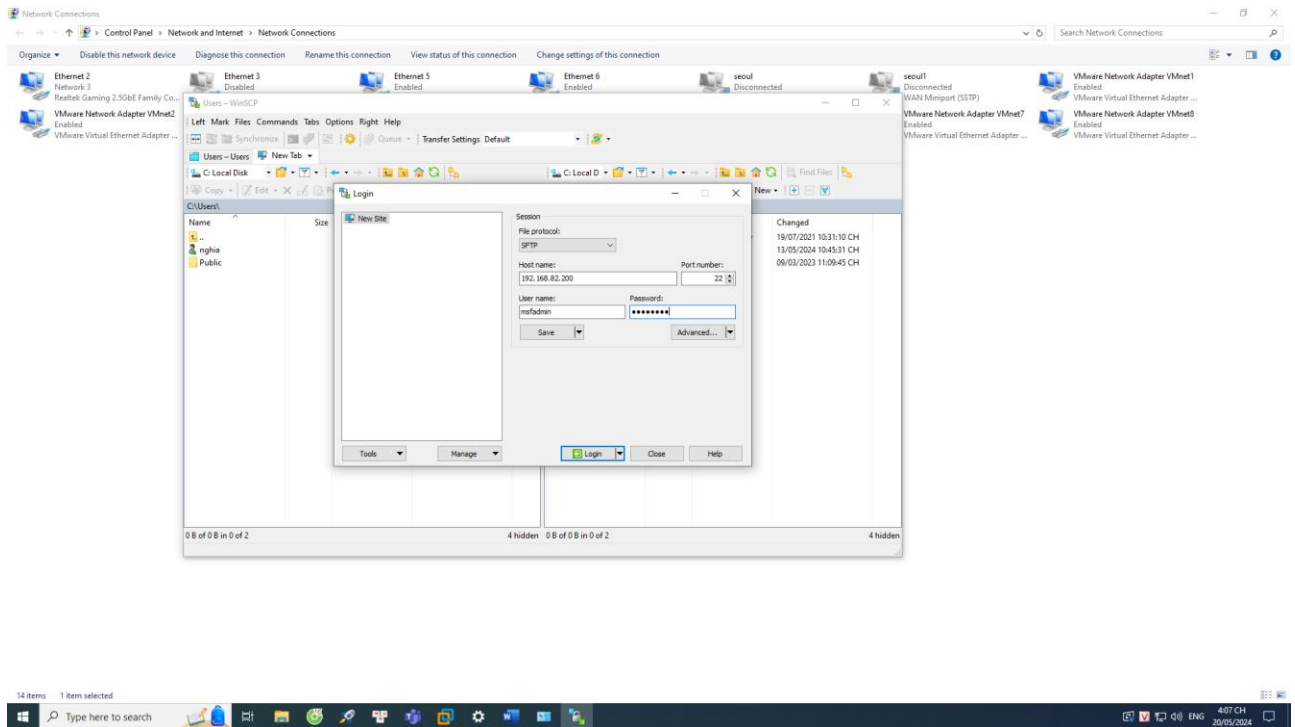 Network Connections
Control Panel > Network and Internet > Network Connections
Search Network Connections
Organize Disable this network device Diagnose this connection Rename this connection View status of this connection Change settings of this connection
Ethernet 2
Network 3
Realtek Gaming 2.5GbE Family Co...
Ethernet 3
Disabled
Ethernet 5
Enabled
Ethernet 6
Enabled
seoul
Disconnected
seoul1
Disconnected
WAN Miniport (SSTP)
VMware Network Adapter VMnet1
Enabled
VMware Virtual Ethernet Adapter ...
VMware Network Adapter VMnet2
Enabled
VMware Virtual Ethernet Adapter ...
VMware Network Adapter VMnet7
Enabled
VMware Virtual Ethernet Adapter ...
VMware Network Adapter VMnet8
Enabled
VMware Virtual Ethernet Adapter ...
Users – WinSCP
Left Mark Files Commands Tabs Options Right Help
Synchronize Queue Transfer Settings Default
Users – Users New Tab
C: Local Disk C: Local D Find Files
Copy Edit New
C:\Users\
Name Size Changed
..
nghia
Public
19/07/2021 10:31:10 CH
13/05/2024 10:45:31 CH
09/03/2023 11:09:45 CH
Login
New Site
Session
File protocol:
SFTP
Host name: Port number:
192.168.82.200 22
User name: Password:
msfadmin ••••••••
Save Advanced...
Tools Manage Login Close Help
0 B of 0 B in 0 of 2 4 hidden 0 B of 0 B in 0 of 2 4 hidden
14 items 1 item selected
Type here to search
ENG
4:07 CH
20/05/2024